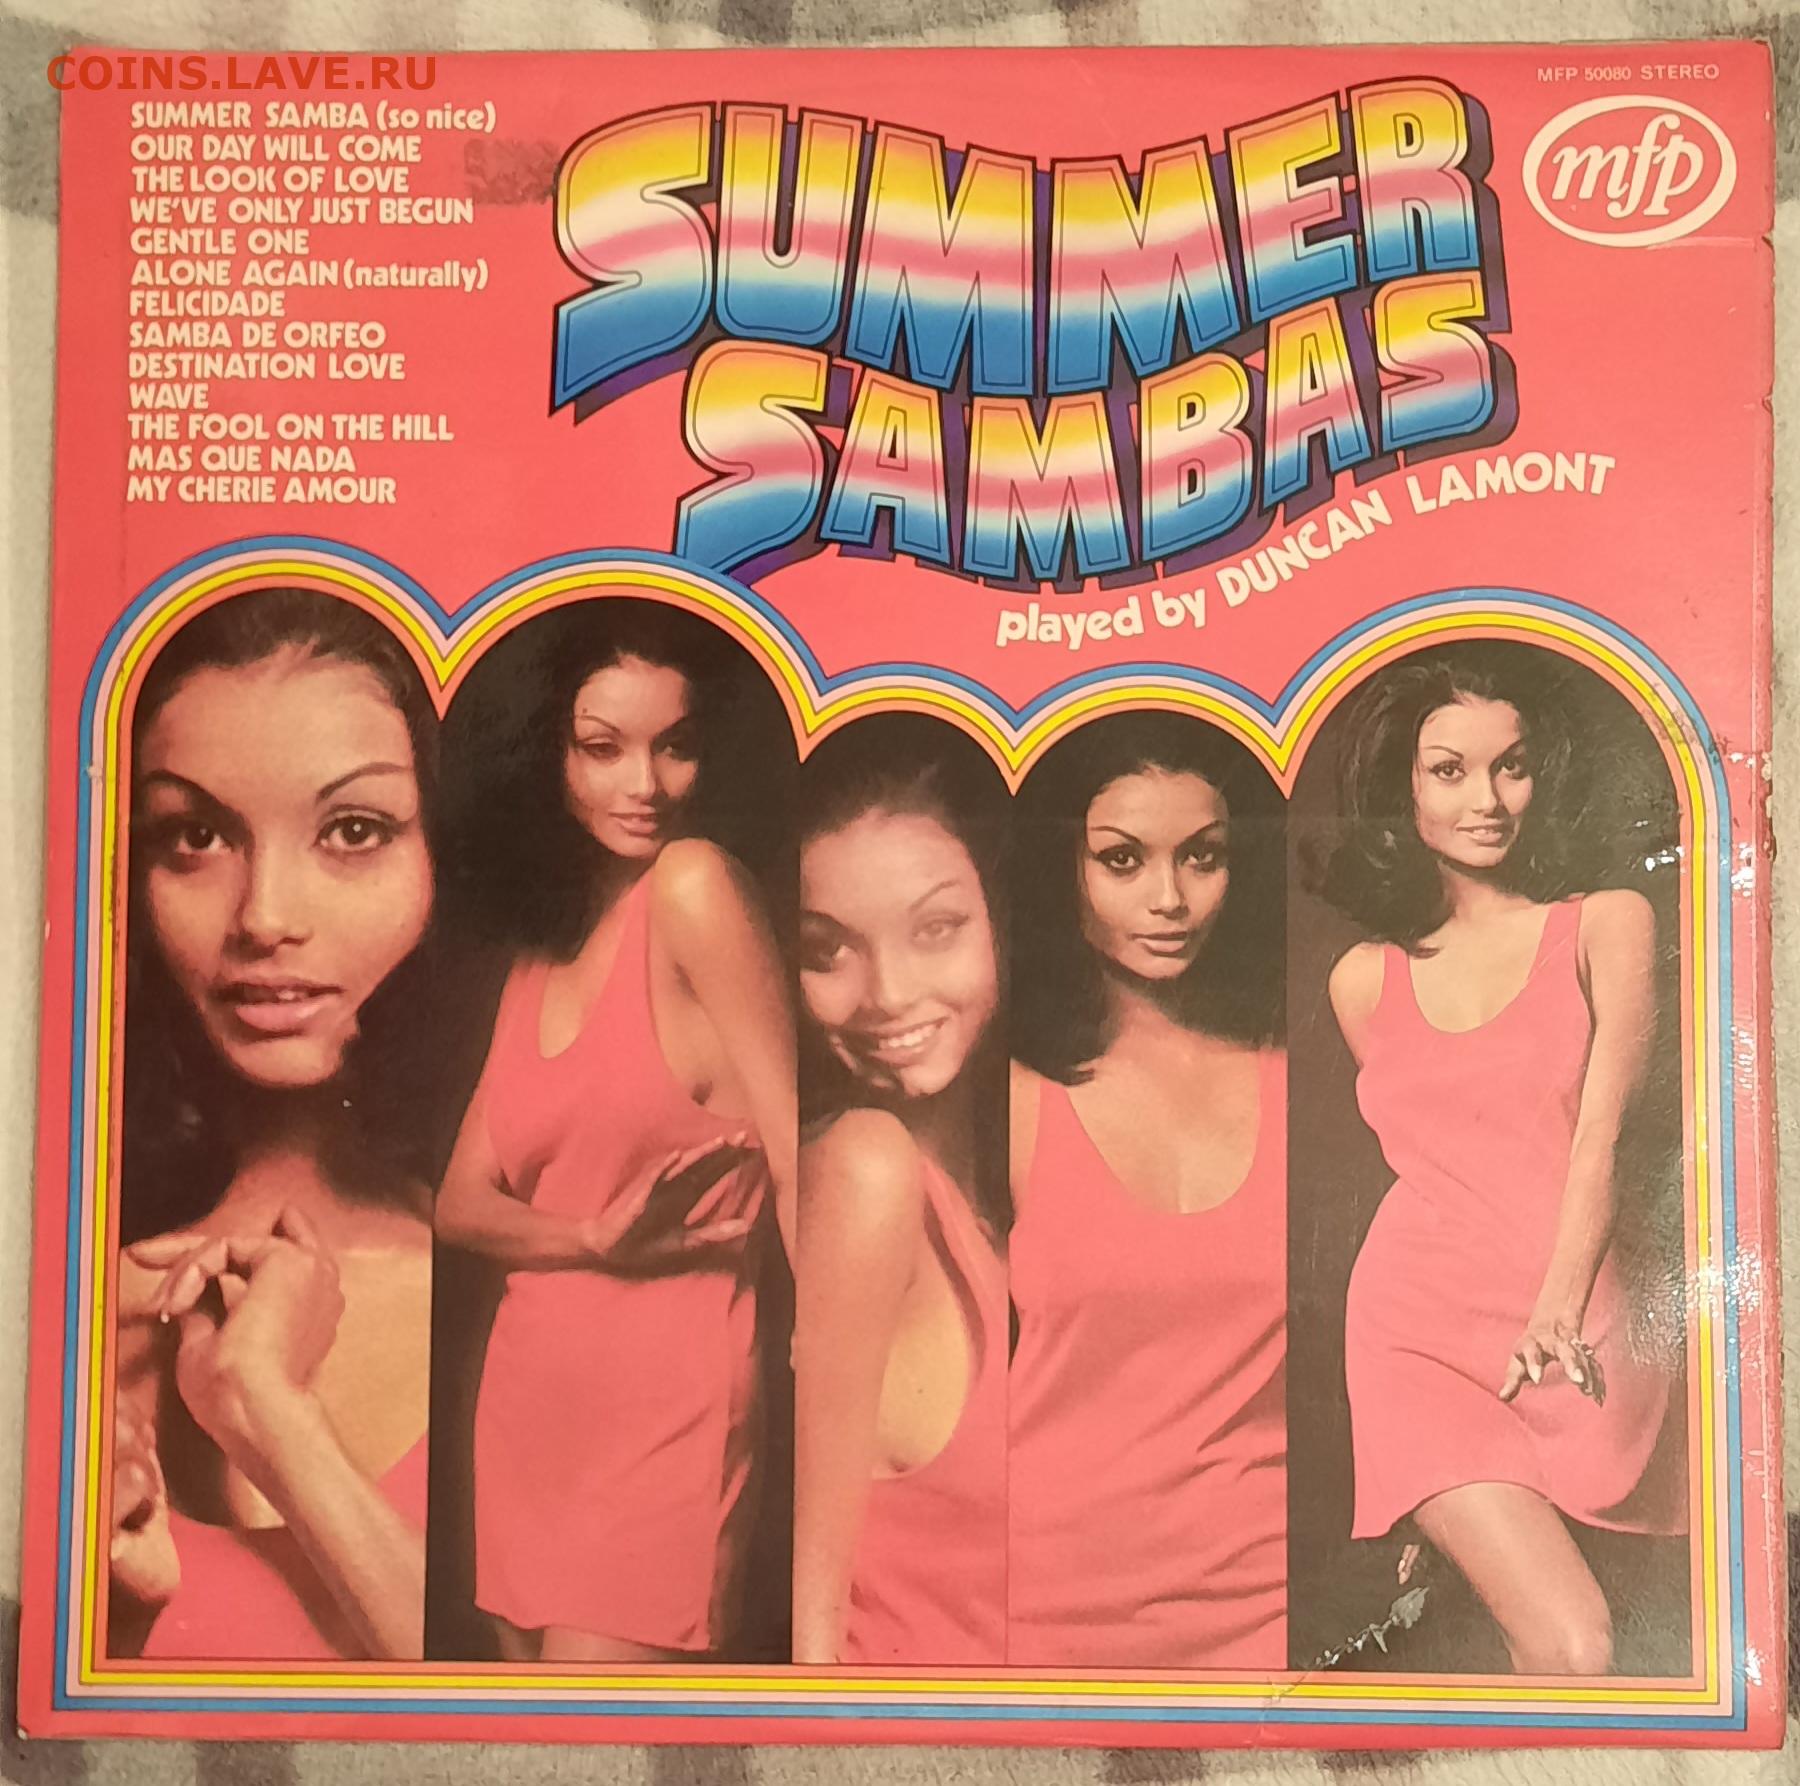 COINS.LAVE.RU
MFP 50080 STEREO
mfp
SUMMER SAMBA (so nice)
OUR DAY WILL COME
THE LOOK OF LOVE
WE'VE ONLY JUST BEGUN
GENTLE ONE
ALONE AGAIN (naturally)
FELICIDADE
SAMBA DE ORFEO
DESTINATION LOVE
WAVE
THE FOOL ON THE HILL
MAS QUE NADA
MY CHERIE AMOUR
SUMMER
SAMBAS
played by DUNCAN LAMONT